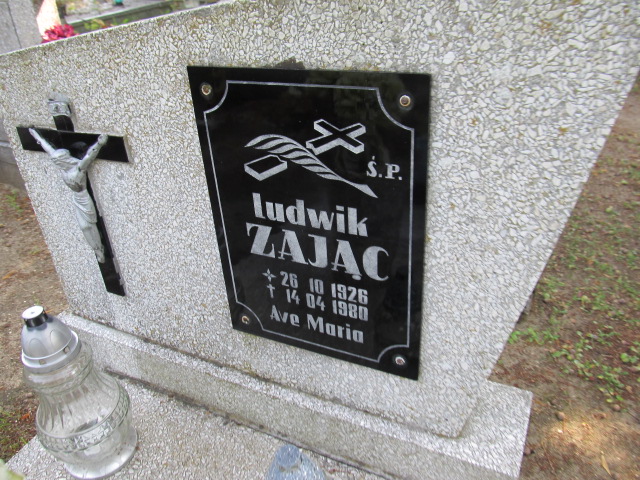 Ś.P.
ludwik
ZAJĄC
26 10 1926
† 14 04 1980
Ave Maria